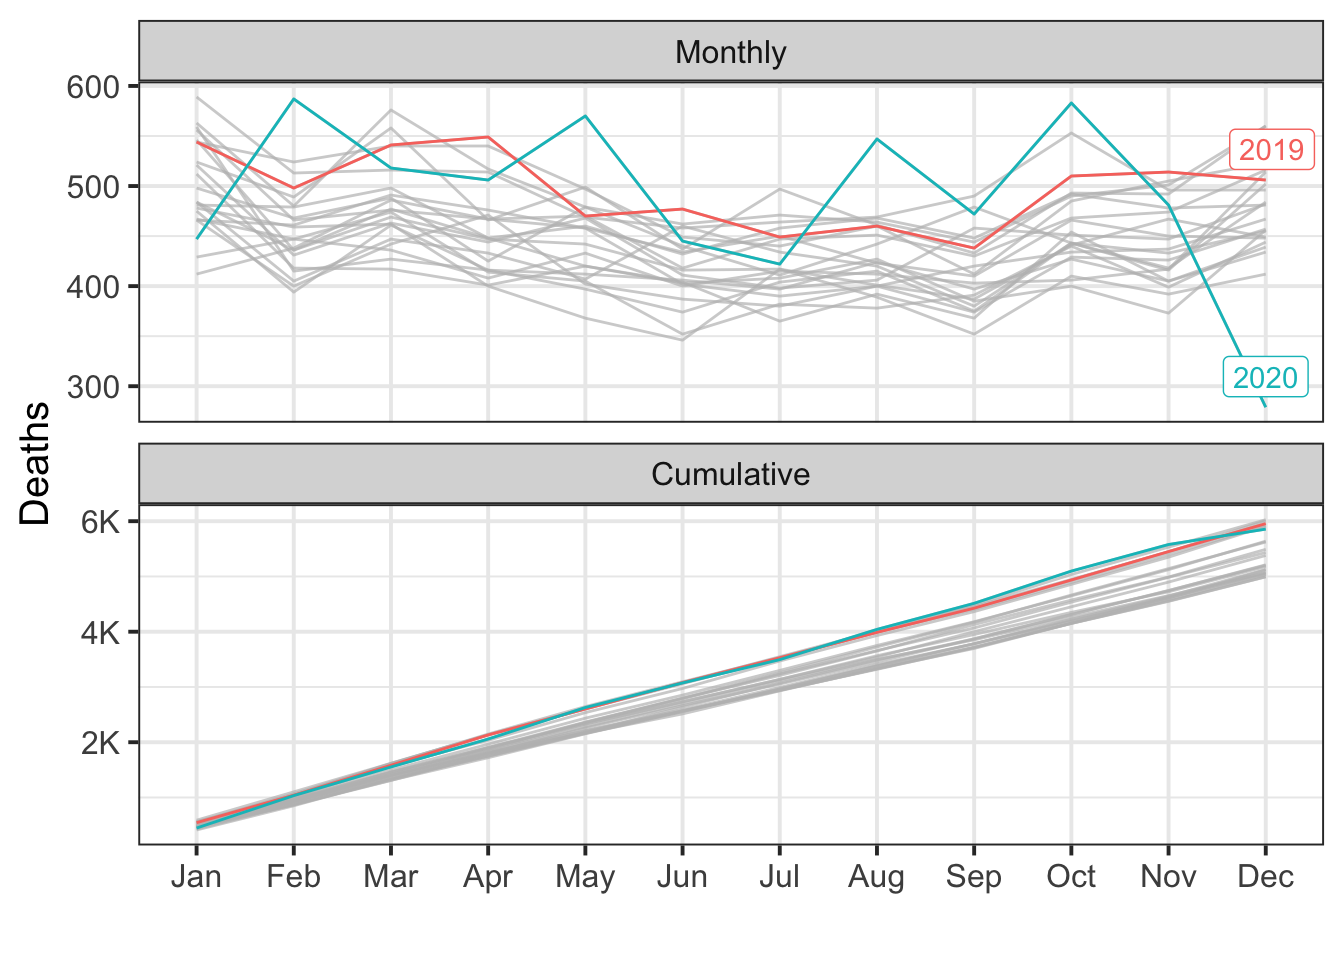 Monthly
600
500
400
300
2019
2020
Deaths
Cumulative
6K
4K
2K
Jan Feb Mar Apr May Jun Jul Aug Sep Oct Nov Dec